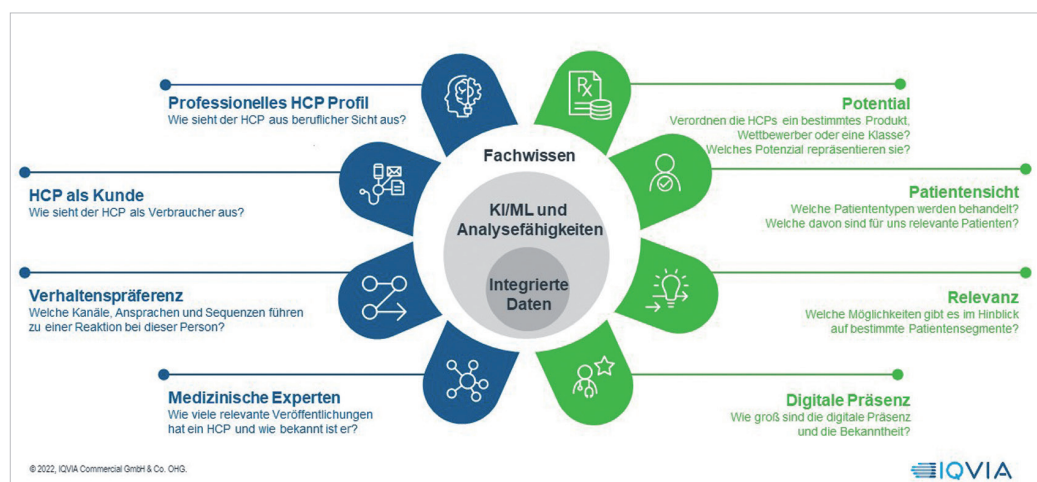 Professionelles HCP Profil
Wie sieht der HCP aus beruflicher Sicht aus?
HCP als Kunde
Wie sieht der HCP als Verbraucher aus?
Verhaltenspräferenz
Welche Kanäle, Ansprachen und Sequenzen führen
zu einer Reaktion bei dieser Person?
Medizinische Experten
Wie viele relevante Veröffentlichungen
hat ein HCP und wie bekannt ist er?
Fachwissen
KI/ML und
Analysefähigkeiten
Integrierte
Daten
Rx
Potential
Verordnen die HCPs ein bestimmtes Produkt,
Wettbewerber oder eine Klasse?
Welches Potenzial repräsentieren sie?
Patientensicht
Welche Patiententypen werden behandelt?
Welche davon sind für uns relevante Patienten?
Relevanz
Welche Möglichkeiten gibt es im Hinblick
auf bestimmte Patientensegmente?
Digitale Präsenz
Wie groß sind die digitale Präsenz
und die Bekanntheit?
© 2022, IQVIA Commercial GmbH & Co. OHG.
IQVIA